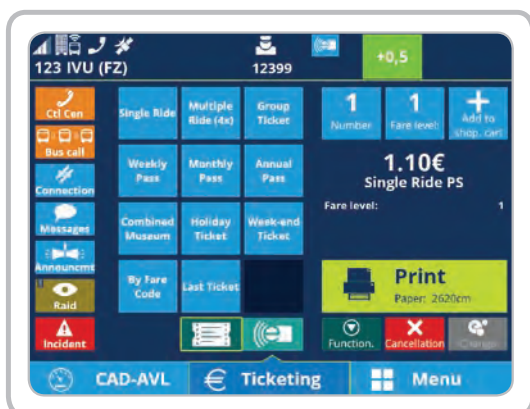 123 IVU (FZ)
12399
+0,5
Ctl Cen
Bus call
Connection
Messages
Announcmt
Raid
Incident
Single Ride
Multiple
Ride (4x)
Group
Ticket
Weekly
Pass
Monthly
Pass
Annual
Pass
Combined
Museum
Holiday
Ticket
Week-end
Ticket
By Fare
Code
Last Ticket
1
Number
1
Fare level:
Add to
shop. cart
1.10€
Single Ride PS
Fare level: 1
Print
Paper: 2620cm
Function.
Cancellation
CAD-AVL
€ Ticketing
Menu